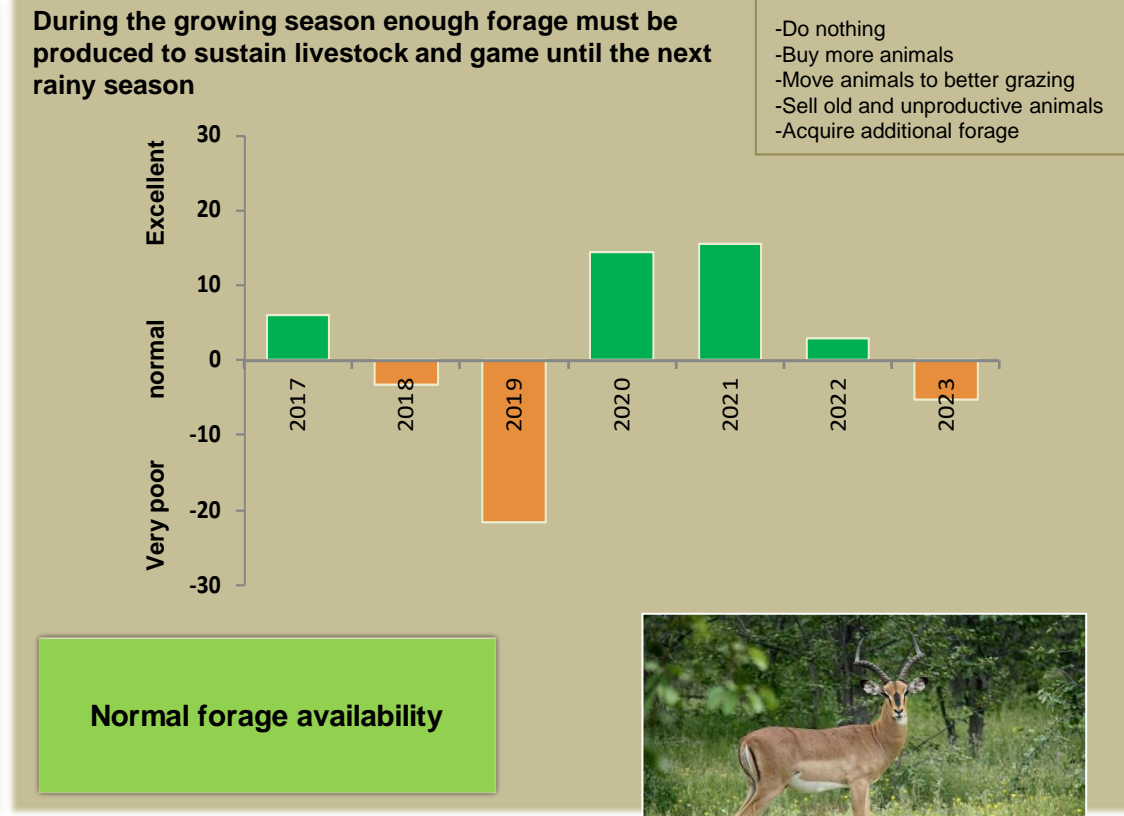 During the growing season enough forage must be
produced to sustain livestock and game until the next
rainy season
-Do nothing
-Buy more animals
-Move animals to better grazing
-Sell old and unproductive animals
-Acquire additional forage
30
20
10
0
-10
-20
-30
Excellent
normal
Very poor
2017
2018
2019
2020
2021
2022
2023
Normal forage availability